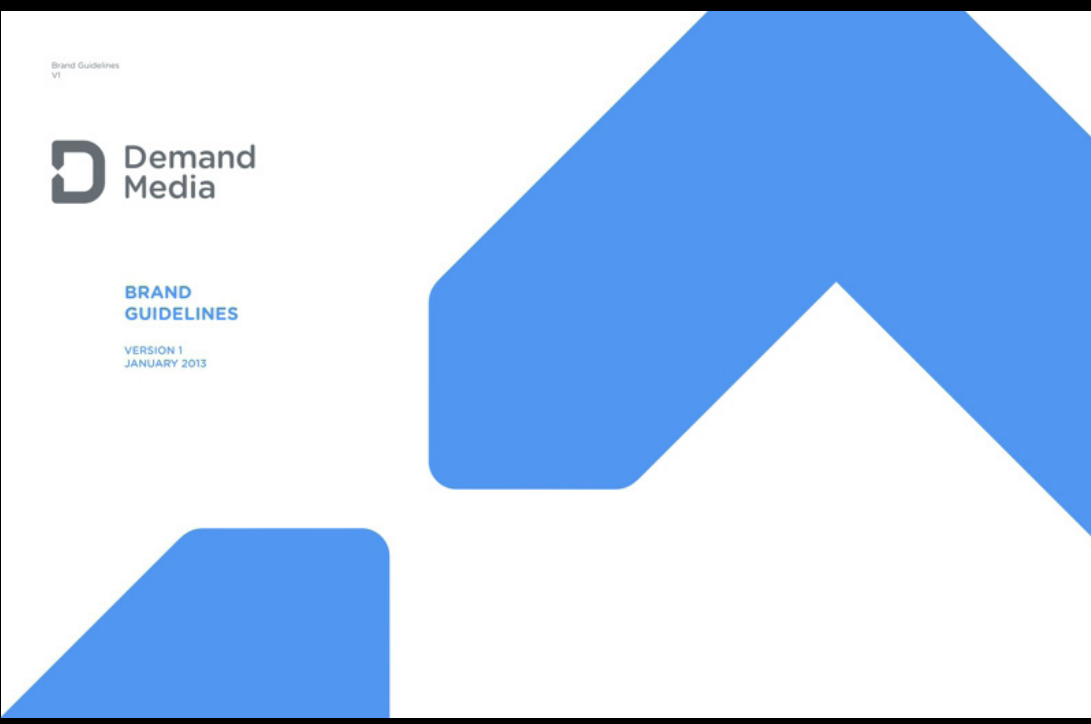 Brand Guidelines
V1
Demand
Media
BRAND
GUIDELINES
VERSION 1
JANUARY 2013